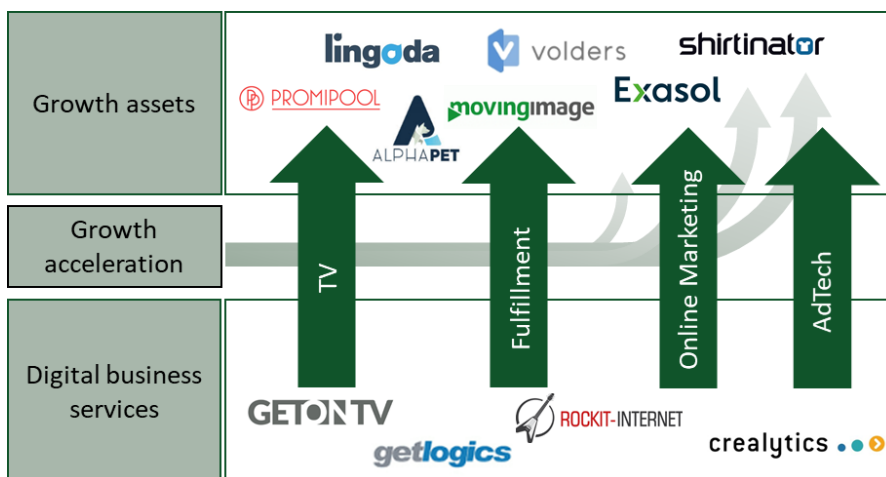 lingoda
volders
shirtinator
Growth assets
PROMIPOOL
ALPHAPET
movingimage
Exasol
Growth
acceleration
TV
Fulfillment
Online Marketing
AdTech
Digital business
services
GETONTV
getlogics
ROCKIT-INTERNET
crealytics